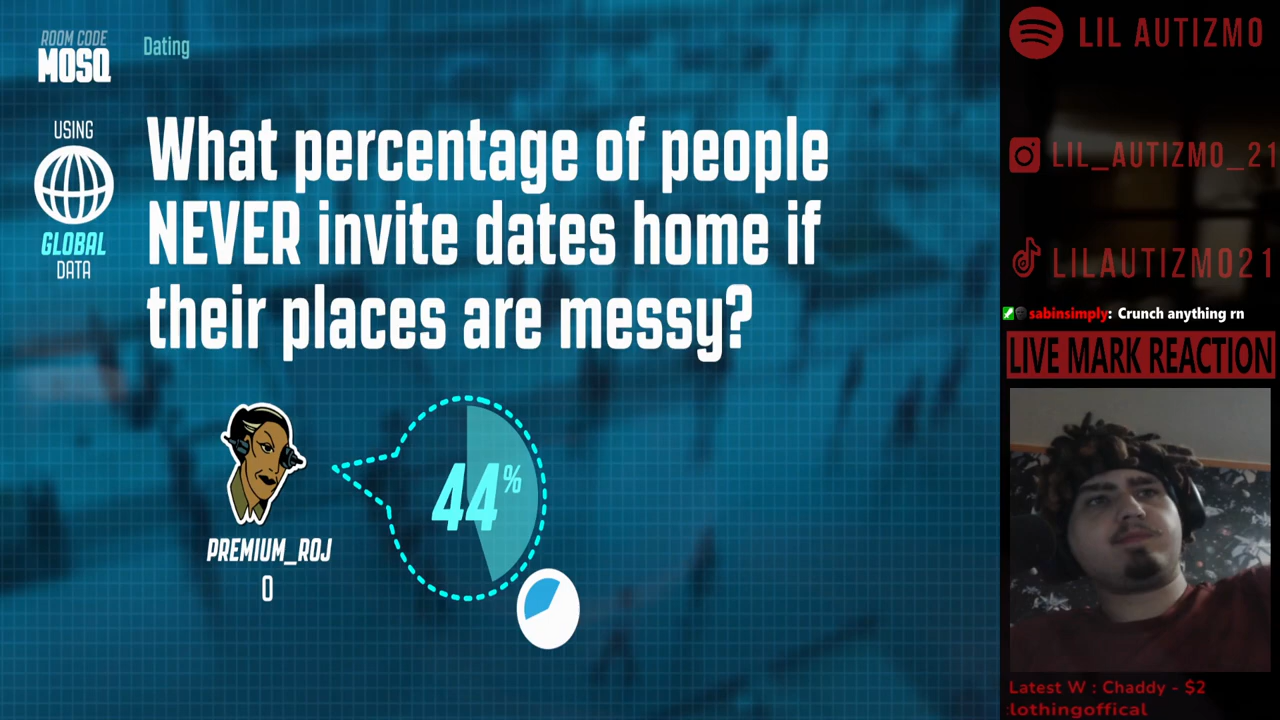 ROOM CODE
MOSQ
Dating
USING
GLOBAL
DATA
What percentage of people
NEVER invite dates home if
their places are messy?
44%
PREMIUM_ROJ
0
LIL AUTIZMO
LIL_AUTIZMO_21
LILAUTIZMO21
sabinsimply: Crunch anything rn
LIVE MARK REACTION
Latest W : Chaddy - $2
lothingoffical